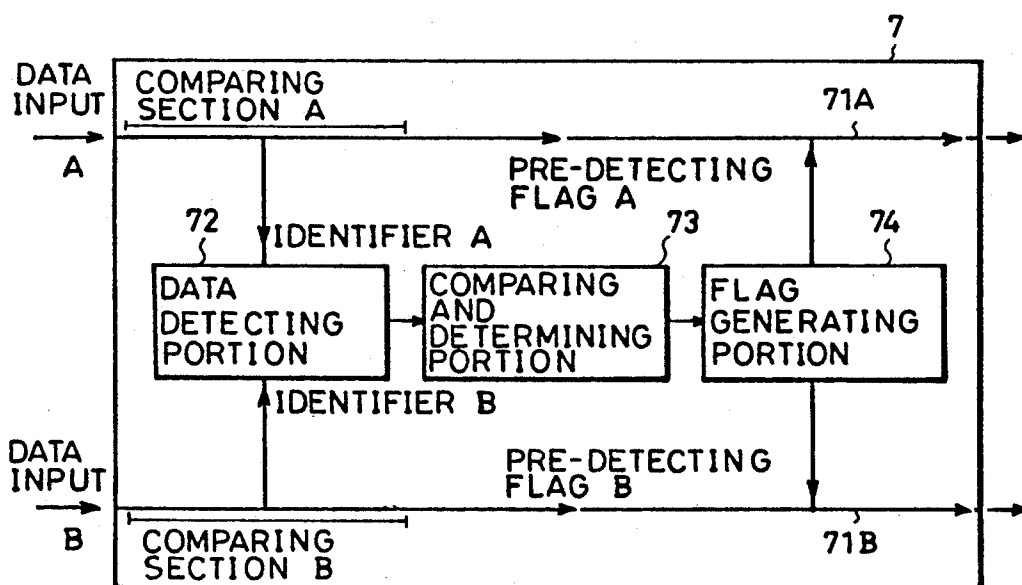 7
DATA
INPUT
COMPARING
SECTION A
71A
A
PRE-DETECTING
FLAG A
72
IDENTIFIER A
73
74
DATA
DETECTING
PORTION
COMPARING
AND
DETERMINING
PORTION
FLAG
GENERATING
PORTION
IDENTIFIER B
DATA
INPUT
PRE-DETECTING
FLAG B
B
COMPARING
SECTION B
71B